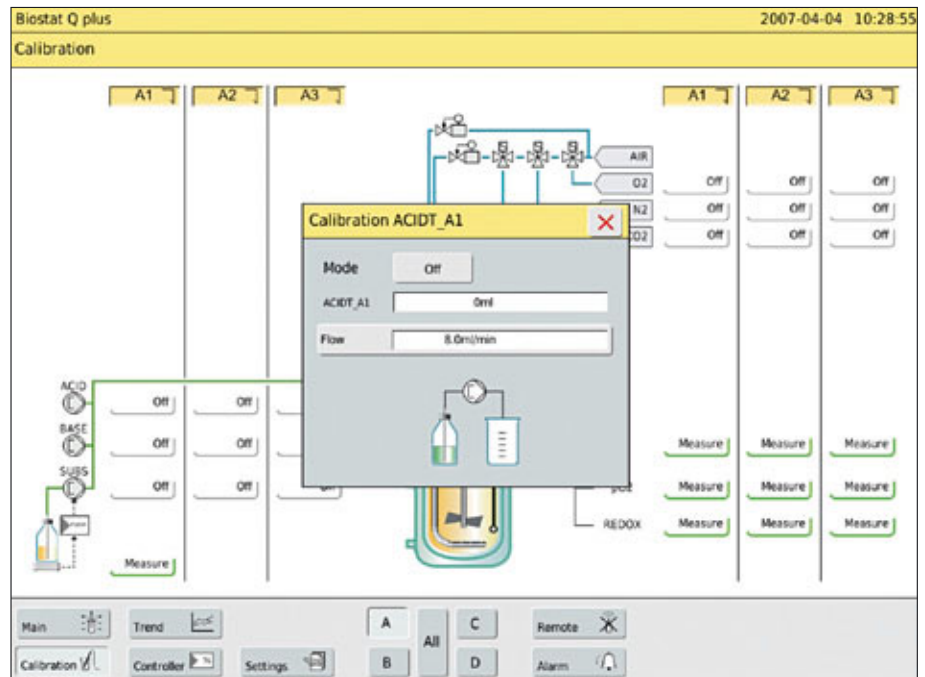 Biostat Q plus 2007-04-04 10:28:55
Calibration
A1 A2 A3 A1 A2 A3
AIR
O2 Off Off Off
N2 Off Off Off
CO2 Off Off Off
Calibration ACIDT_A1
Mode Off
ACIDT_A1 0ml
Flow 8.0ml/min
ACID Off Off
BASE Off Off Measure Measure Measure
SUBS Off Off pO2 Measure Measure Measure
REDOX Measure Measure Measure
Measure
Main Trend A All C Remote
Calibration Controller Settings B D Alarm